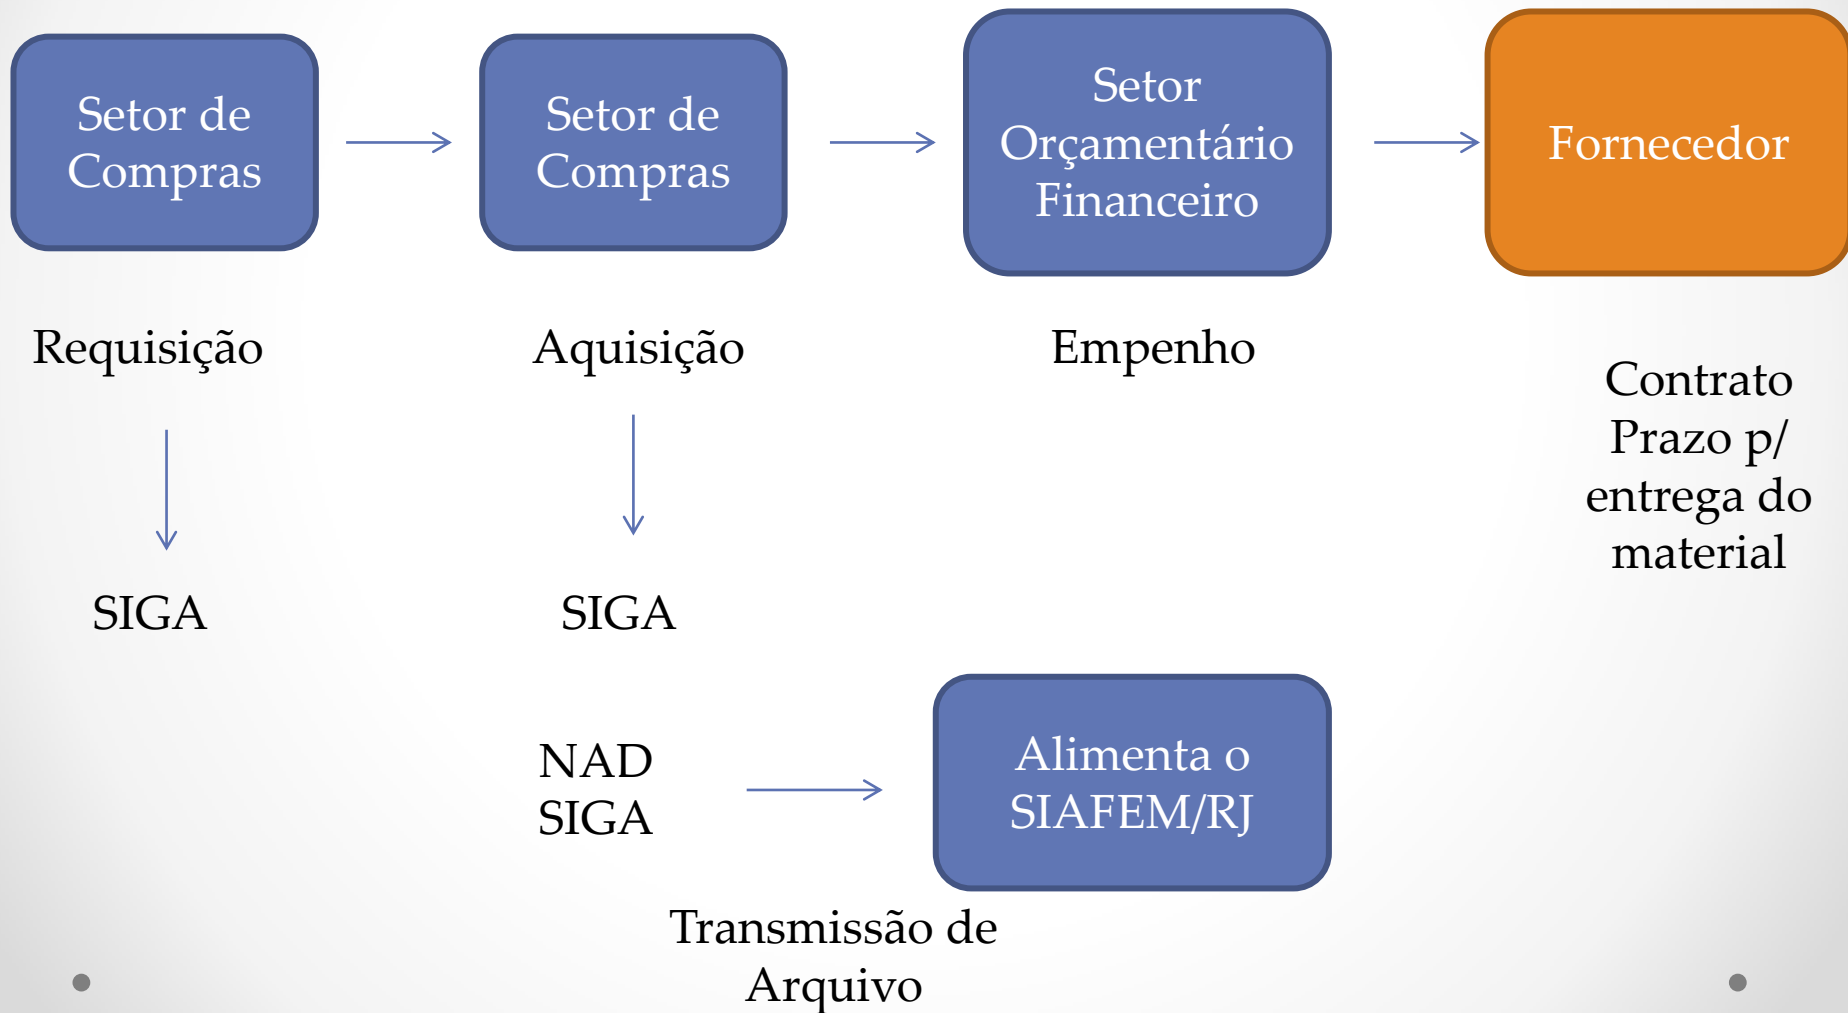 Setor de
Compras
Setor de
Compras
Setor
Orçamentário
Financeiro
Fornecedor
Requisição
Aquisição
Empenho
Contrato
Prazo p/
entrega do
material
SIGA
SIGA
NAD
SIGA
Alimenta o
SIAFEM/RJ
Transmissão de
Arquivo